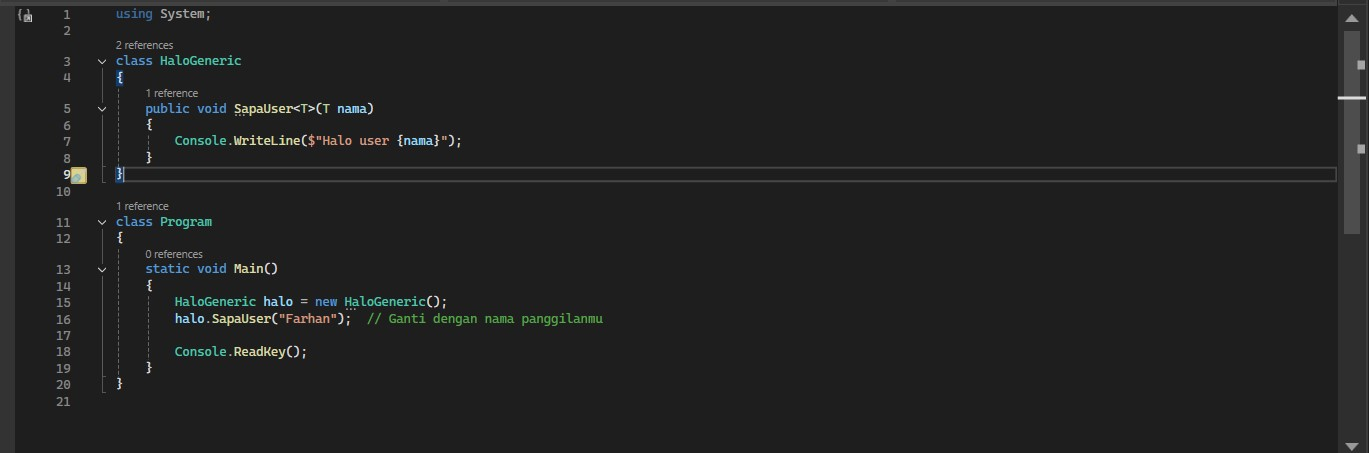 1 using System;
2
2 references
3 class HaloGeneric
4 {
1 reference
5 public void SapaUser<T>(T nama)
6 {
7 Console.WriteLine($"Halo user {nama}");
8 }
9 }
10
1 reference
11 class Program
12 {
0 references
13 static void Main()
14 {
15 HaloGeneric halo = new HaloGeneric();
16 halo.SapaUser("Farhan");  // Ganti dengan nama panggilanmu
17
18 Console.ReadKey();
19 }
20 }
21